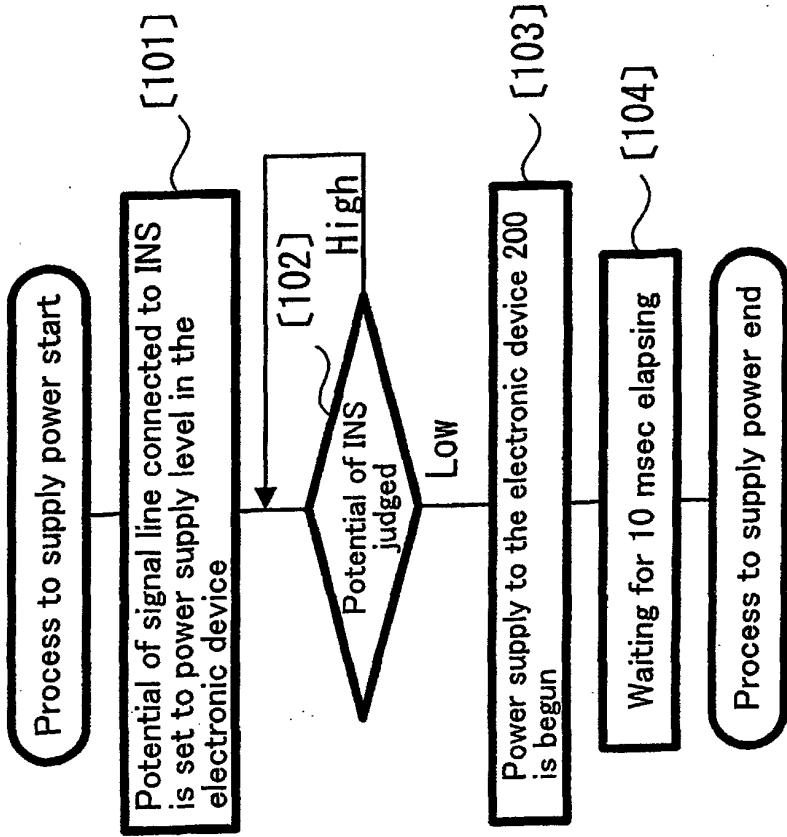 Process to supply power start
Potential of signal line connected to INS
is set to power supply level in the
electronic device
[101]
[102]
Potential of INS
judged
High
Low
Power supply to the electronic device 200
is begun
[103]
Waiting for 10 msec elapsing
[104]
Process to supply power end